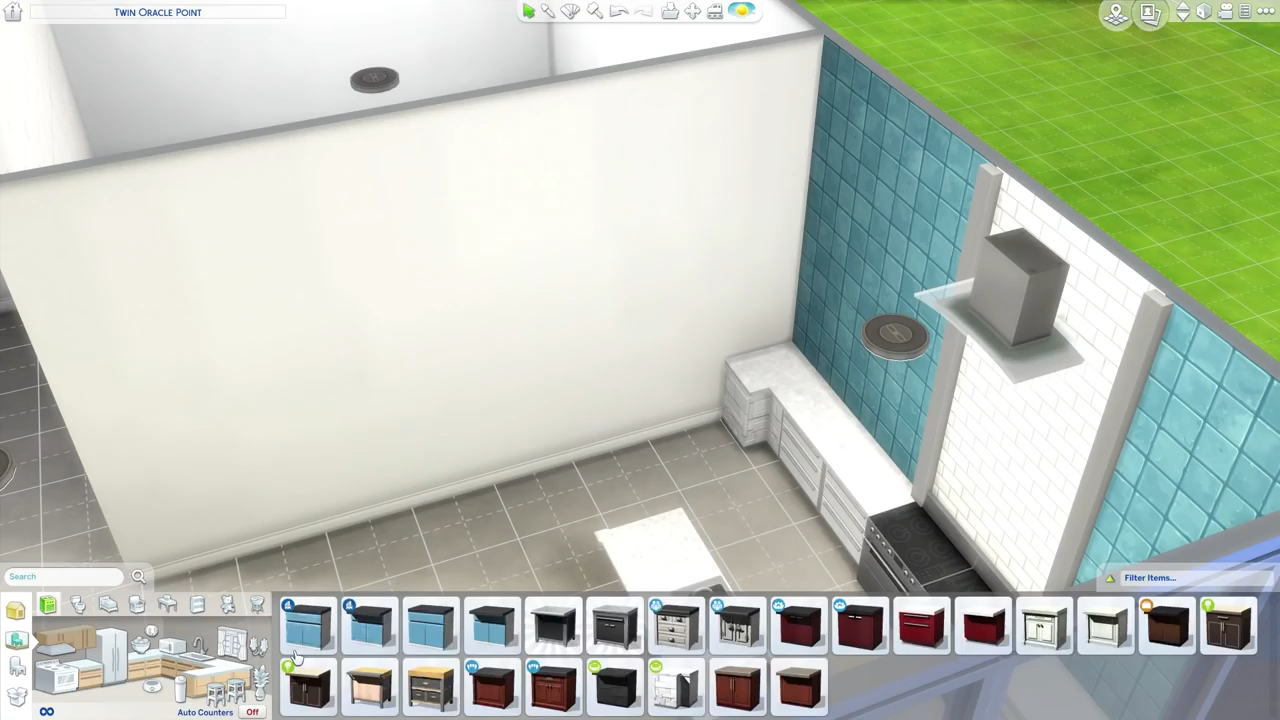 TWIN ORACLE POINT
Search
Filter Items...
Auto Counters
Off